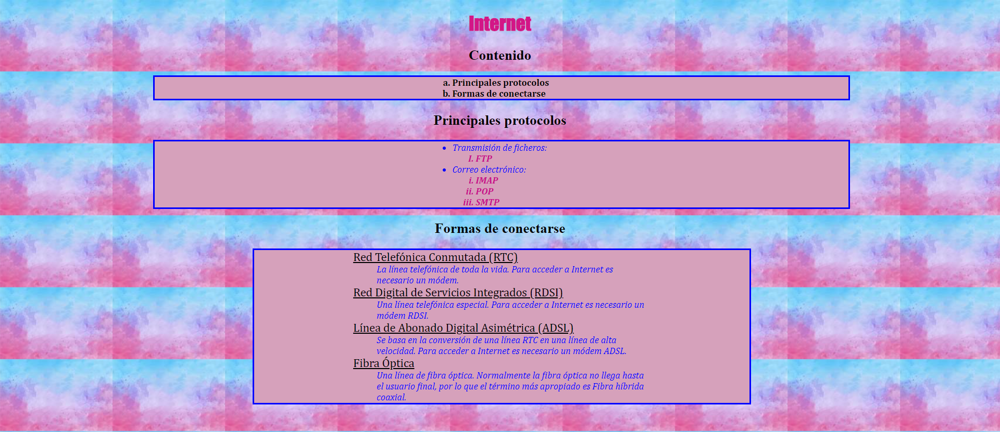 Internet
Contenido
a. Principales protocolos
b. Formas de conectarse
Principales protocolos
• Transmisión de ficheros:
I. FTP
• Correo electrónico:
i. IMAP
ii. POP
iii. SMTP
Formas de conectarse
Red Telefónica Conmutada (RTC)
La línea telefónica de toda la vida. Para acceder a Internet es
necesario un módem.
Red Digital de Servicios Integrados (RDSI)
Una línea telefónica especial. Para acceder a Internet es necesario un
módem RDSI.
Línea de Abonado Digital Asimétrica (ADSL)
Se basa en la conversión de una línea RTC en una línea de alta
velocidad. Para acceder a Internet es necesario un módem ADSL.
Fibra Óptica
Una línea de fibra óptica. Normalmente la fibra óptica no llega hasta
el usuario final, por lo que el término más apropiado es Fibra híbrida
coaxial.